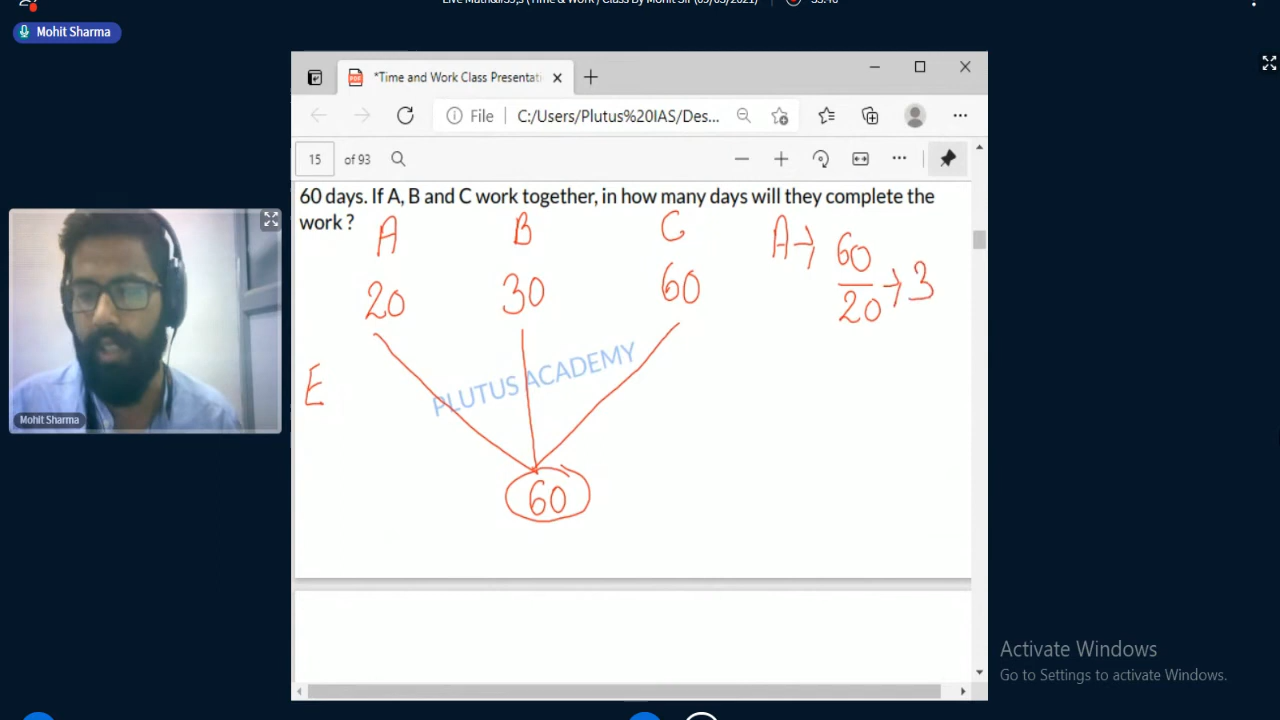 Mohit Sharma
*Time and Work Class Presentati
File C:/Users/Plutus%20IAS/Des...
15 of 93
60 days. If A, B and C work together, in how many days will they complete the
work ?
A B C A → 60
20 30 60 20 → 3
E
PLUTUS ACADEMY
60
Mohit Sharma
Activate Windows
Go to Settings to activate Windows.